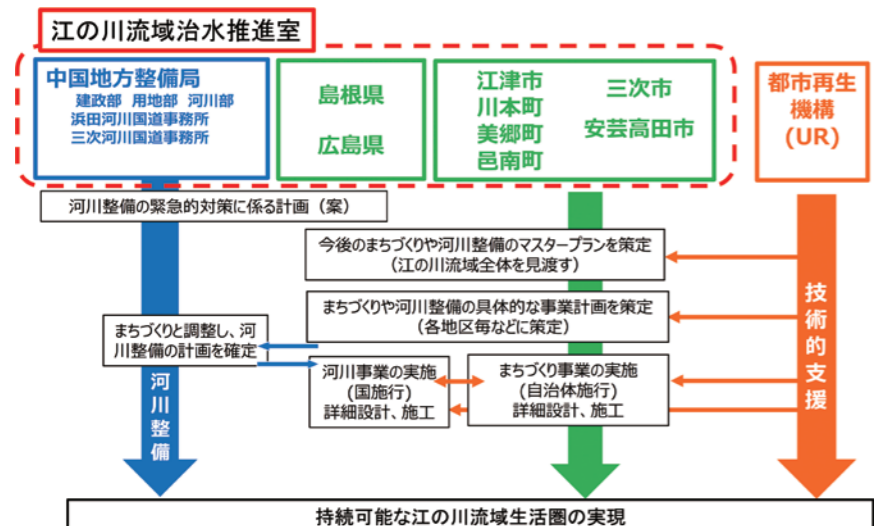 江の川流域治水推進室
中国地方整備局
建政部 用地部 河川部
浜田河川国道事務所
三次河川国道事務所
島根県
広島県
江津市
川本町
美郷町
邑南町
三次市
安芸高田市
都市再生
機構
(UR)
河川整備の緊急的対策に係る計画（案）
今後のまちづくりや河川整備のマスタープランを策定
（江の川流域全体を見渡す）
まちづくりや河川整備の具体的な事業計画を策定
（各地区毎などに策定）
まちづくりと調整し、河
川整備の計画を確定
河川事業の実施
(国施行)
詳細設計、施工
まちづくり事業の実施
(自治体施行)
詳細設計、施工
河川整備
技術的支援
持続可能な江の川流域生活圏の実現